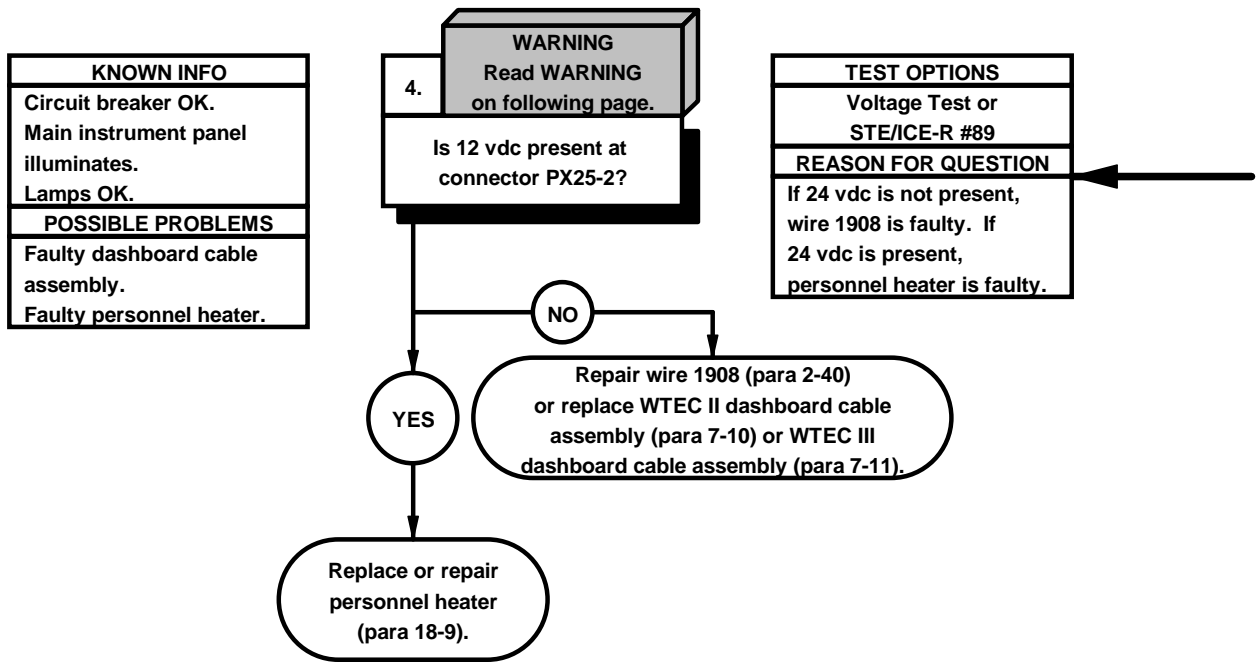 KNOWN INFO
Circuit breaker OK.
Main instrument panel
illuminates.
Lamps OK.
POSSIBLE PROBLEMS
Faulty dashboard cable
assembly.
Faulty personnel heater.
WARNING
Read WARNING
on following page.
4.
Is 12 vdc present at
connector PX25-2?
TEST OPTIONS
Voltage Test or
STE/ICE-R #89
REASON FOR QUESTION
If 24 vdc is not present,
wire 1908 is faulty. If
24 vdc is present,
personnel heater is faulty.
NO
YES
Repair wire 1908 (para 2-40)
or replace WTEC II dashboard cable
assembly (para 7-10) or WTEC III
dashboard cable assembly (para 7-11).
Replace or repair
personnel heater
(para 18-9).